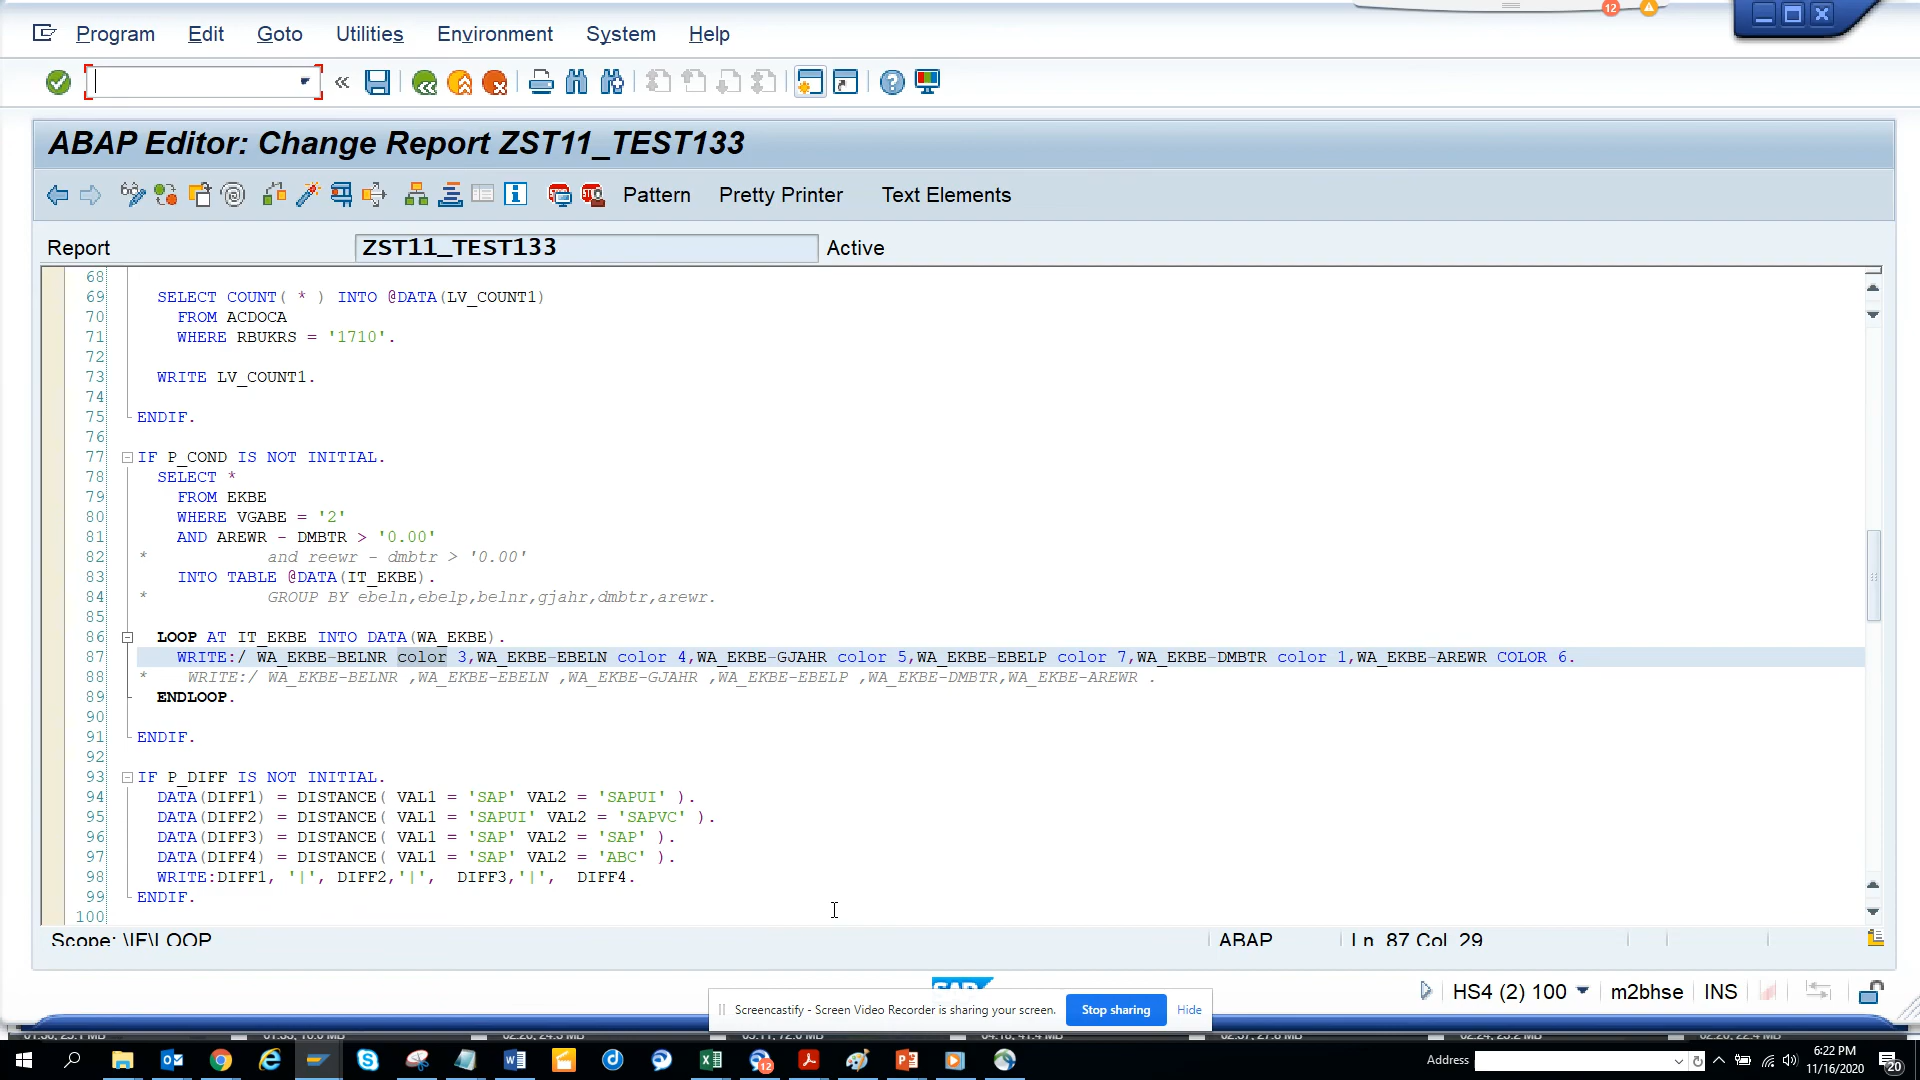 12
Program Edit Goto Utilities Environment System Help
ABAP Editor: Change Report ZST11_TEST133
Pattern Pretty Printer Text Elements
Report ZST11_TEST133 Active
68
69 SELECT COUNT( * ) INTO @DATA(LV_COUNT1)
70 FROM ACDOCA
71 WHERE RBUKRS = '1710'.
72
73 WRITE LV_COUNT1.
74
75 ENDIF.
76
77 IF P_COND IS NOT INITIAL.
78 SELECT *
79 FROM EKBE
80 WHERE VGABE = '2'
81 AND AREWR - DMBTR > '0.00'
82 * and reewr - dmbtr > '0.00'
83 INTO TABLE @DATA(IT_EKBE).
84 * GROUP BY ebeln,ebelp,belnr,gjahr,dmbtr,arewr.
85
86 LOOP AT IT_EKBE INTO DATA(WA_EKBE).
87 WRITE:/ WA_EKBE-BELNR color 3,WA_EKBE-EBELN color 4,WA_EKBE-GJAHR color 5,WA_EKBE-EBELP color 7,WA_EKBE-DMBTR color 1,WA_EKBE-AREWR COLOR 6.
88 * WRITE:/ WA_EKBE-BELNR ,WA_EKBE-EBELN ,WA_EKBE-GJAHR ,WA_EKBE-EBELP ,WA_EKBE-DMBTR,WA_EKBE-AREWR .
89 ENDLOOP.
90
91 ENDIF.
92
93 IF P_DIFF IS NOT INITIAL.
94 DATA(DIFF1) = DISTANCE( VAL1 = 'SAP' VAL2 = 'SAPUI' ).
95 DATA(DIFF2) = DISTANCE( VAL1 = 'SAPUI' VAL2 = 'SAPVC' ).
96 DATA(DIFF3) = DISTANCE( VAL1 = 'SAP' VAL2 = 'SAP' ).
97 DATA(DIFF4) = DISTANCE( VAL1 = 'SAP' VAL2 = 'ABC' ).
98 WRITE:DIFF1, '|', DIFF2,'|', DIFF3,'|', DIFF4.
99 ENDIF.
100
Scope: \IF\LOOP ABAP Ln 87 Col 29
SAP
HS4 (2) 100 m2bhse INS
Screencastify - Screen Video Recorder is sharing your screen. Stop sharing Hide
Address
6:22 PM
11/16/2020
12
20